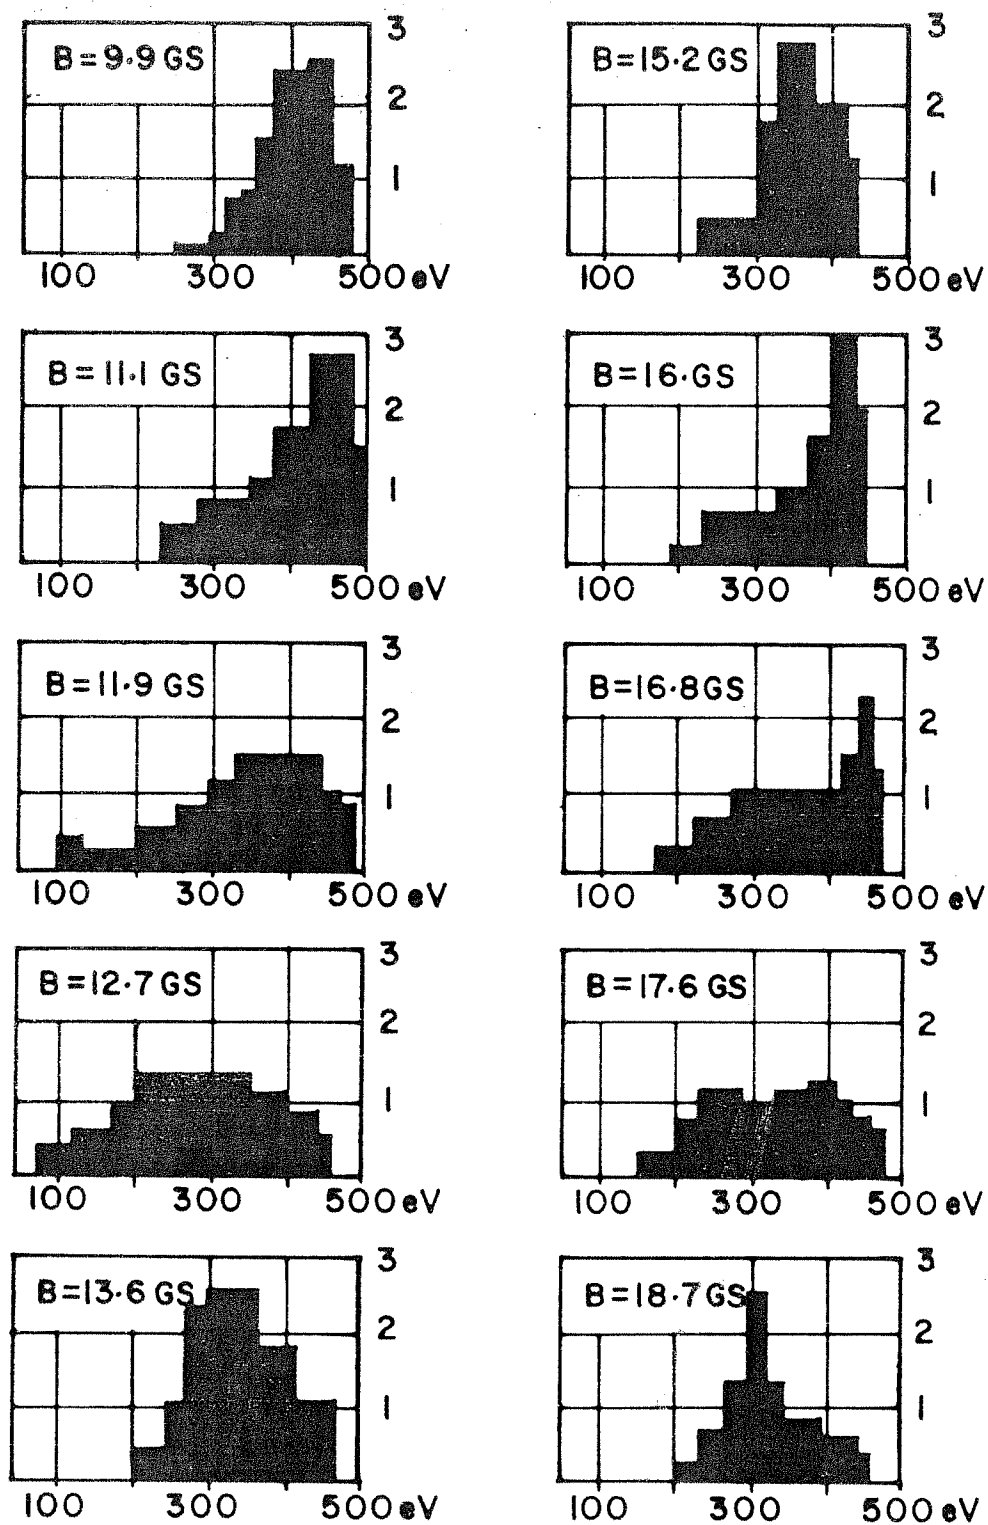 B=9.9 GS
3
2
1
100 300 500 eV
B=15.2 GS
3
2
1
100 300 500 eV
B=11.1 GS
3
2
1
100 300 500 eV
B=16.GS
3
2
1
100 300 500 eV
B=11.9 GS
3
2
1
100 300 500 eV
B=16.8 GS
3
2
1
100 300 500 eV
B=12.7 GS
3
2
1
100 300 500 eV
B=17.6 GS
3
2
1
100 300 500 eV
B=13.6 GS
3
2
1
300 500 eV
B=18.7 GS
3
2
1
100 300 500 eV